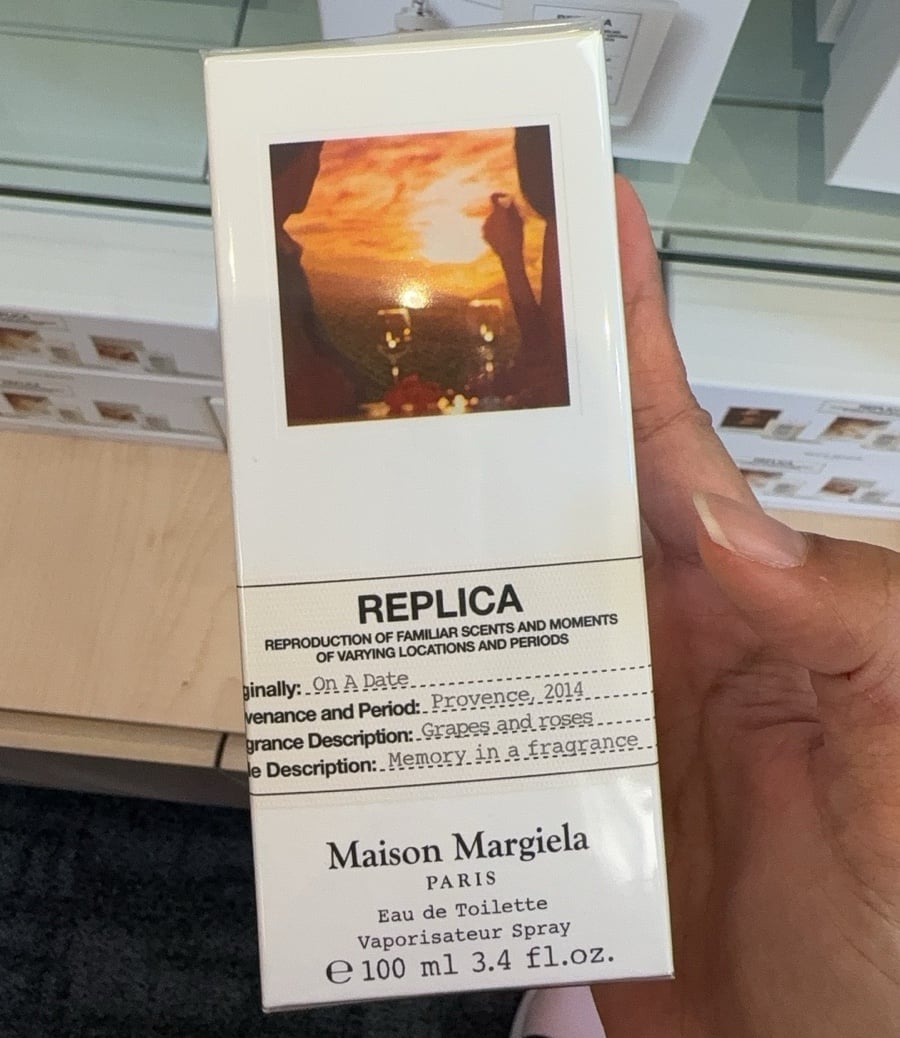 REPLICA
REPRODUCTION OF FAMILIAR SCENTS AND MOMENTS
OF VARYING LOCATIONS AND PERIODS
ginally: On A Date
venance and Period: Provence, 2014
grance Description: Grapes and roses
le Description: Memory in a fragrance
Maison Margiela
PARIS
Eau de Toilette
Vaporisateur Spray
℮ 100 ml 3.4 fl.oz.